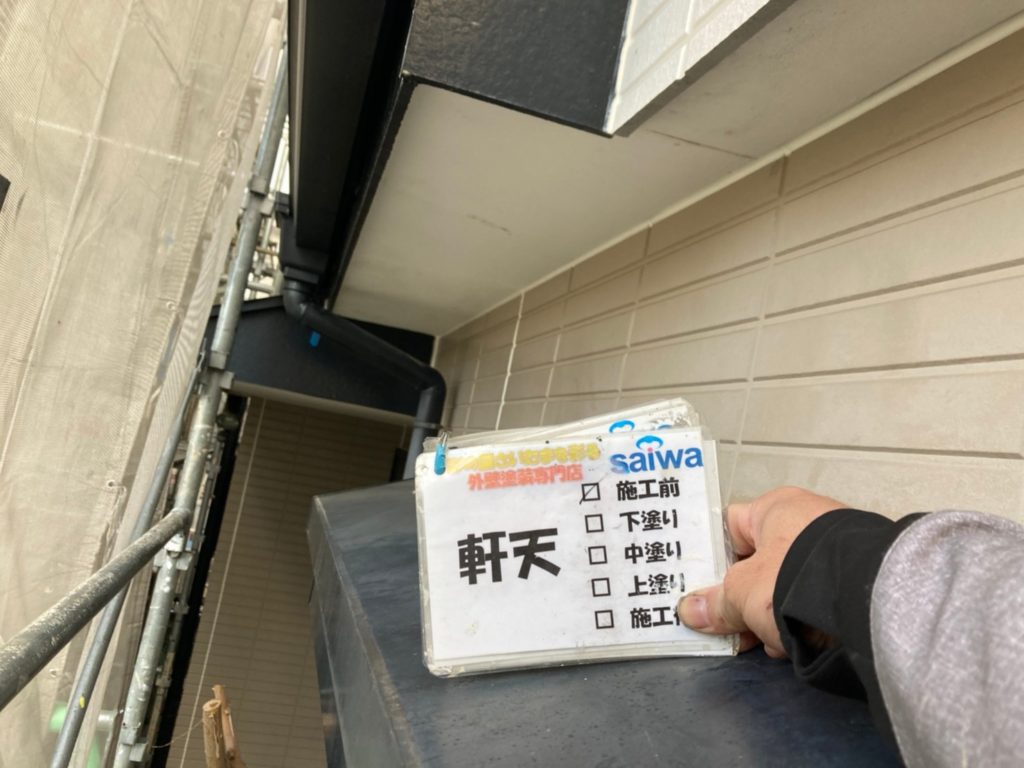 外壁塗装専門店
saiwa
軒天
施工前
下塗り
中塗り
上塗り
施工